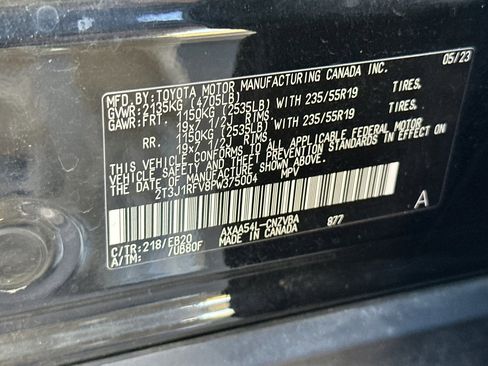 MFD.BY:TOYOTA MOTOR MANUFACTURING CANADA INC. 05/23
GVWR:2135KG (4705LB)
GAWR:FRT. 1150KG (2535LB) WITH 235/55R19 TIRES,
19x7 1/2J RIMS
RR. 1150KG (2535LB) WITH 235/55R19 TIRES,
19x7 1/2J RIMS
THIS VEHICLE CONFORMS TO ALL APPLICABLE FEDERAL MOTOR
VEHICLE SAFETY AND THEFT PREVENTION STANDARDS IN EFFECT ON
THE DATE OF MANUFACTURE SHOWN ABOVE.
2T3J1RFV8PW375004 MPV
A
C/TR:218/EB20 AXAA54L-CNZVBA 877
A/TM: /UB80F MADE IN CANADA